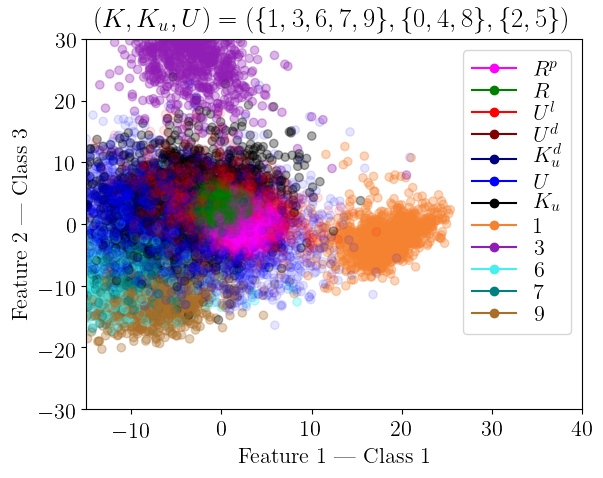 (K, K_u, U) = ({1, 3, 6, 7, 9}, {0, 4, 8}, {2, 5})
30
20
10
0
−10
−20
−30
−10
0
10
20
30
40
Feature 2 — Class 3
Feature 1 — Class 1
R^p
R
U^l
U^d
K_u^d
U
K_u
1
3
6
7
9